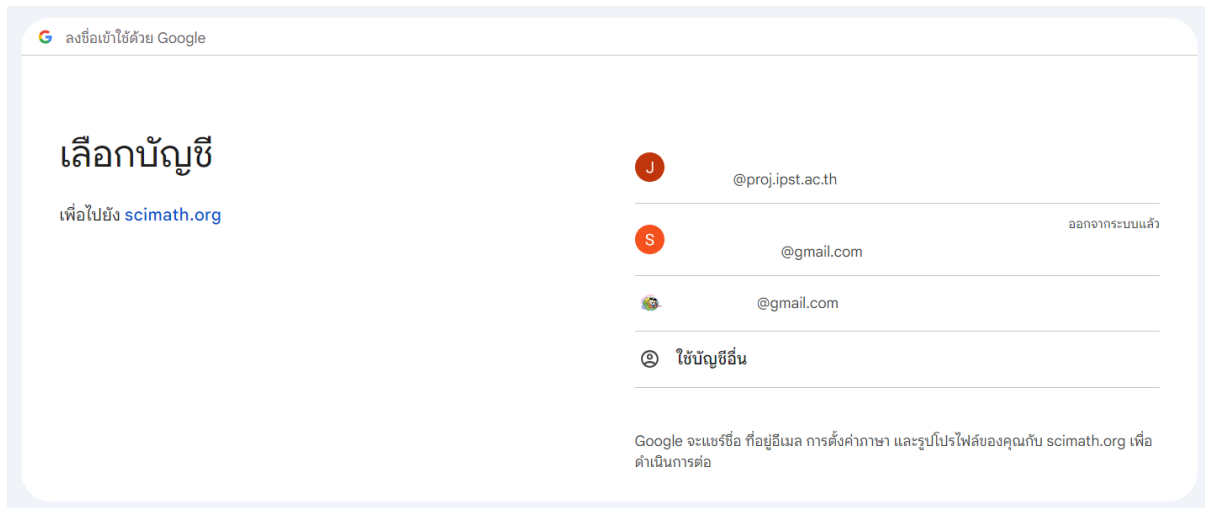 ลงชื่อเข้าใช้ด้วย Google
เลือกบัญชี
เพื่อไปยัง scimath.org
J
@proj.ipst.ac.th
ออกจากระบบแล้ว
S
@gmail.com
@gmail.com
ใช้บัญชีอื่น
Google จะแชร์ชื่อ ที่อยู่อีเมล การตั้งค่าภาษา และรูปโปรไฟล์ของคุณกับ scimath.org เพื่อ
ดำเนินการต่อ